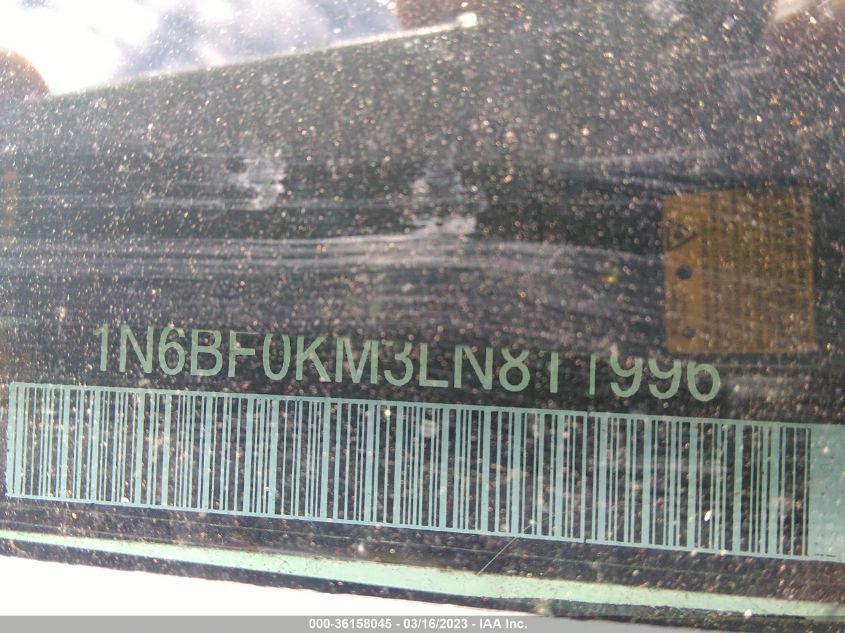 1N6BF0KM3LN811996
000-36158045 - 03/16/2023 - IAA Inc.